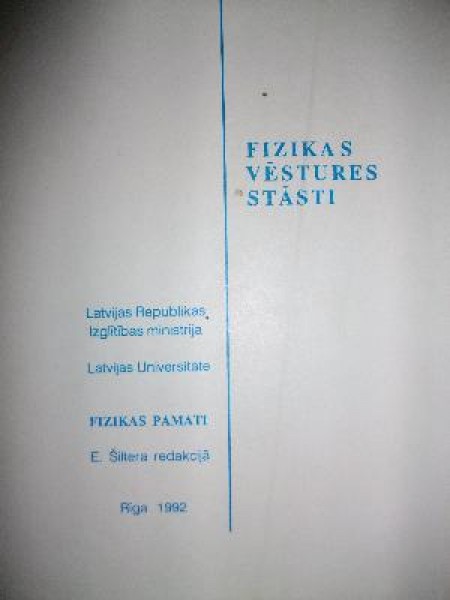 FIZIKAS
VĒSTURES
STĀSTI
Latvijas Republikas
Izglītības ministrija
Latvijas Universitāte
FIZIKAS PAMATI
E. Šiltera redakcijā
Rīga 1992